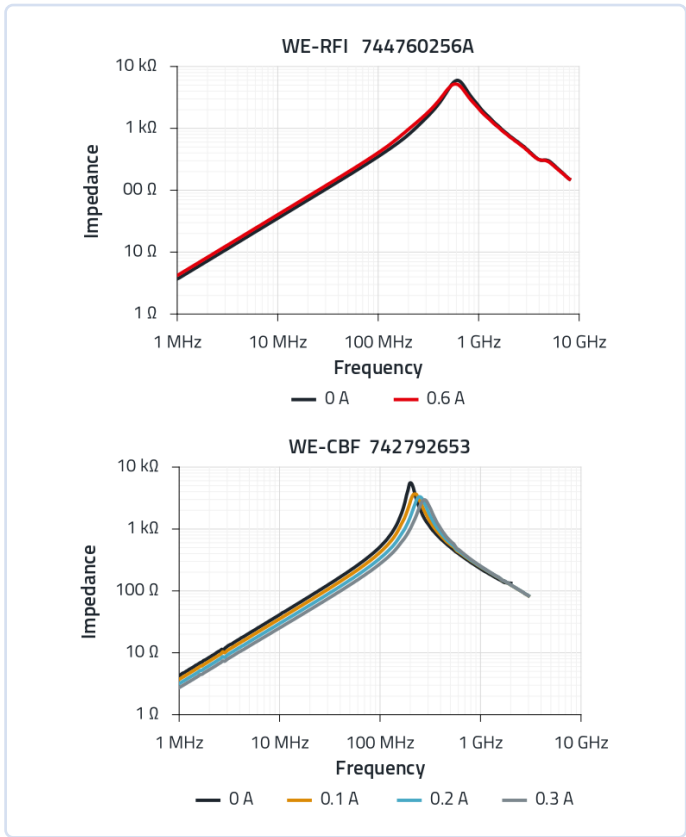 WE-RFI 744760256A
10 kΩ
1 kΩ
00 Ω
10 Ω
1 Ω
Impedance
1 MHz 10 MHz 100 MHz 1 GHz 10 GHz
Frequency
0 A 0.6 A
WE-CBF 742792653
10 kΩ
1 kΩ
100 Ω
10 Ω
1 Ω
Impedance
1 MHz 10 MHz 100 MHz 1 GHz 10 GHz
Frequency
0 A 0.1 A 0.2 A 0.3 A